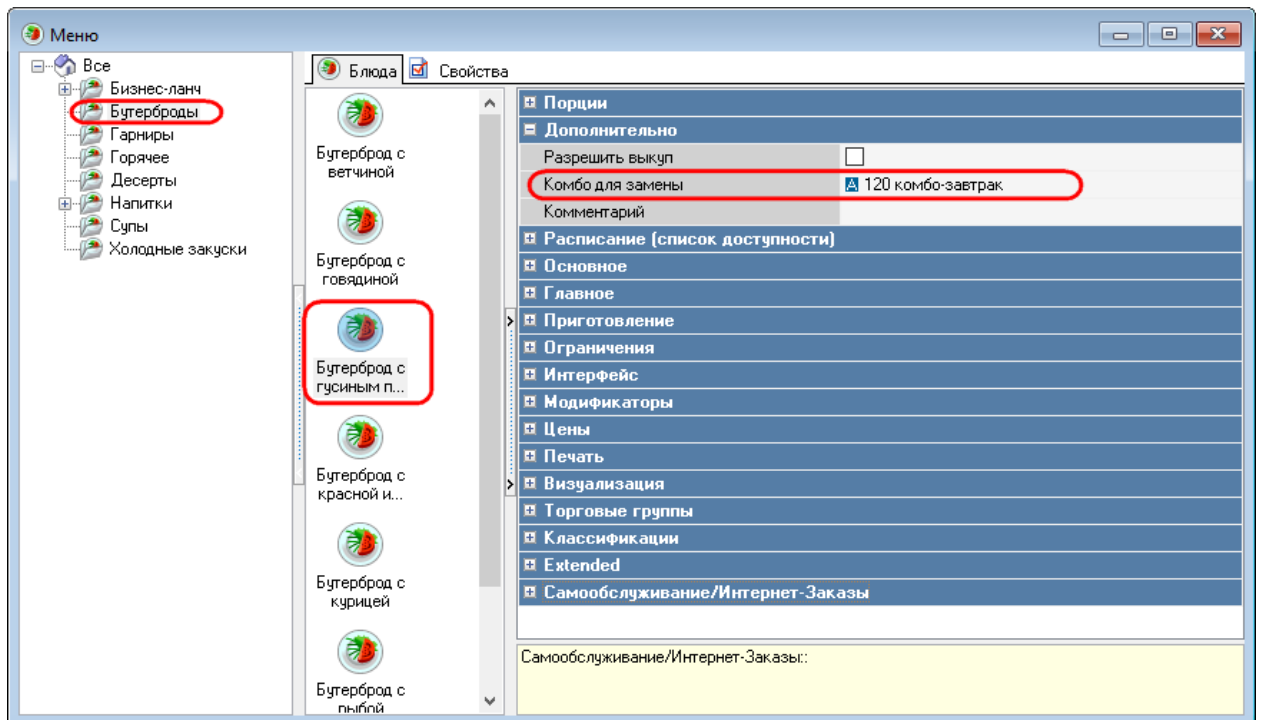 Меню
Все
Бизнес-ланч
Бутерброды
Гарниры
Горячее
Десерты
Напитки
Супы
Холодные закуски
Блюда
Свойства
Бутерброд с
ветчиной
Бутерброд с
говядиной
Бутерброд с
гусиным п...
Бутерброд с
красной и...
Бутерброд с
курицей
Бутерброд с
рыбой
Порции
Дополнительно
Разрешить выкуп
Комбо для замены
120 комбо-завтрак
Комментарий
Расписание (список доступности)
Основное
Главное
Приготовление
Ограничения
Интерфейс
Модификаторы
Цены
Печать
Визуализация
Торговые группы
Классификации
Extended
Самообслуживание/Интернет-Заказы
Самообслуживание/Интернет-Заказы::